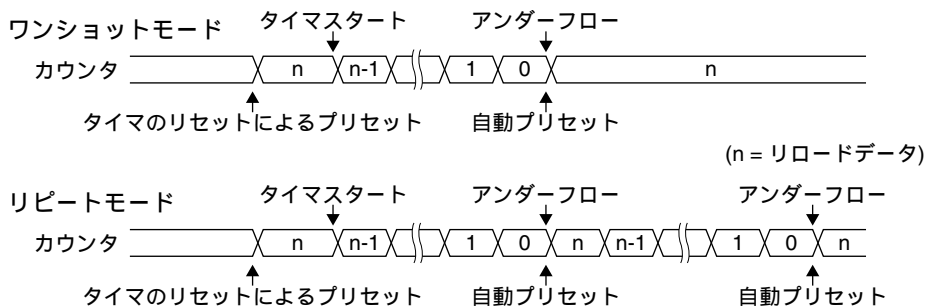 ワンショットモード
タイマスタート アンダーフロー
カウンタ n n-1 1 0 n
タイマのリセットによるプリセット 自動プリセット
(n = リロードデータ)
リピートモード
タイマスタート アンダーフロー アンダーフロー
カウンタ n n-1 1 0 n n-1 1 0 n
タイマのリセットによるプリセット 自動プリセット 自動プリセット